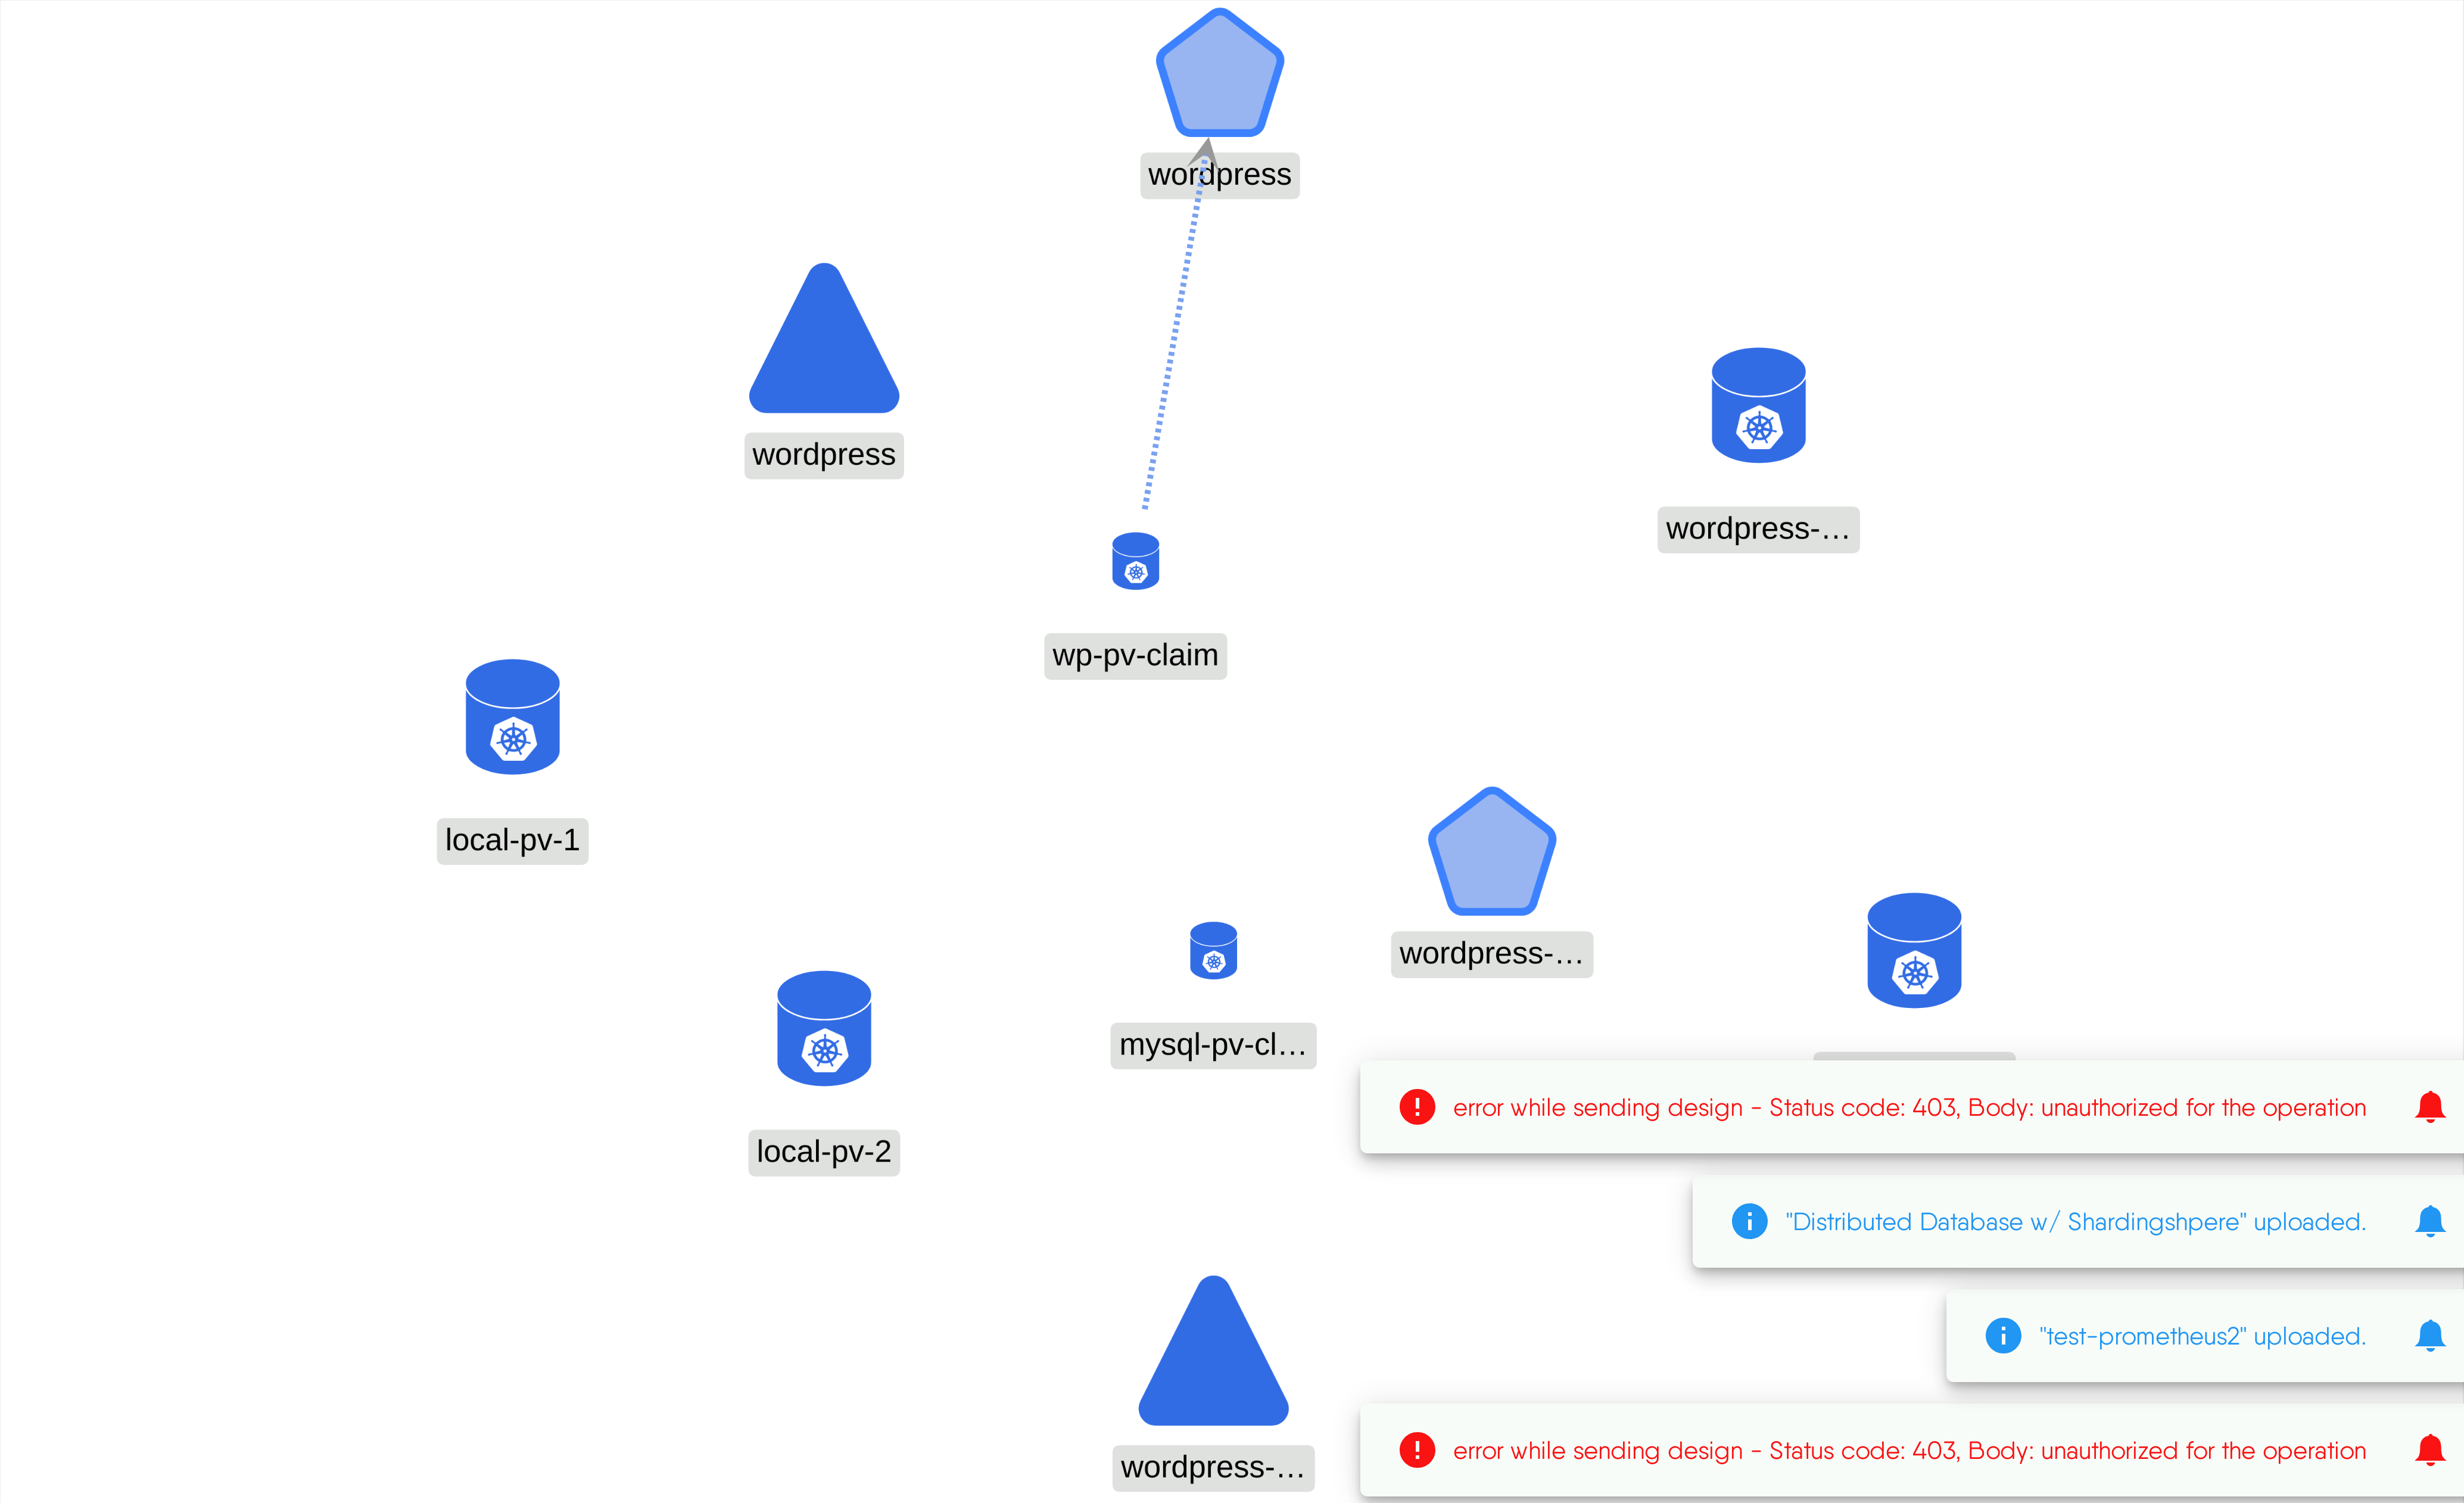 wordpress
wordpress
wordpress-...
wp-pv-claim
local-pv-1
wordpress-...
mysql-pv-cl...
local-pv-2
error while sending design - Status code: 403, Body: unauthorized for the operation
"Distributed Database w/ Shardingshpere" uploaded.
"test-prometheus2" uploaded.
error while sending design - Status code: 403, Body: unauthorized for the operation
wordpress-...